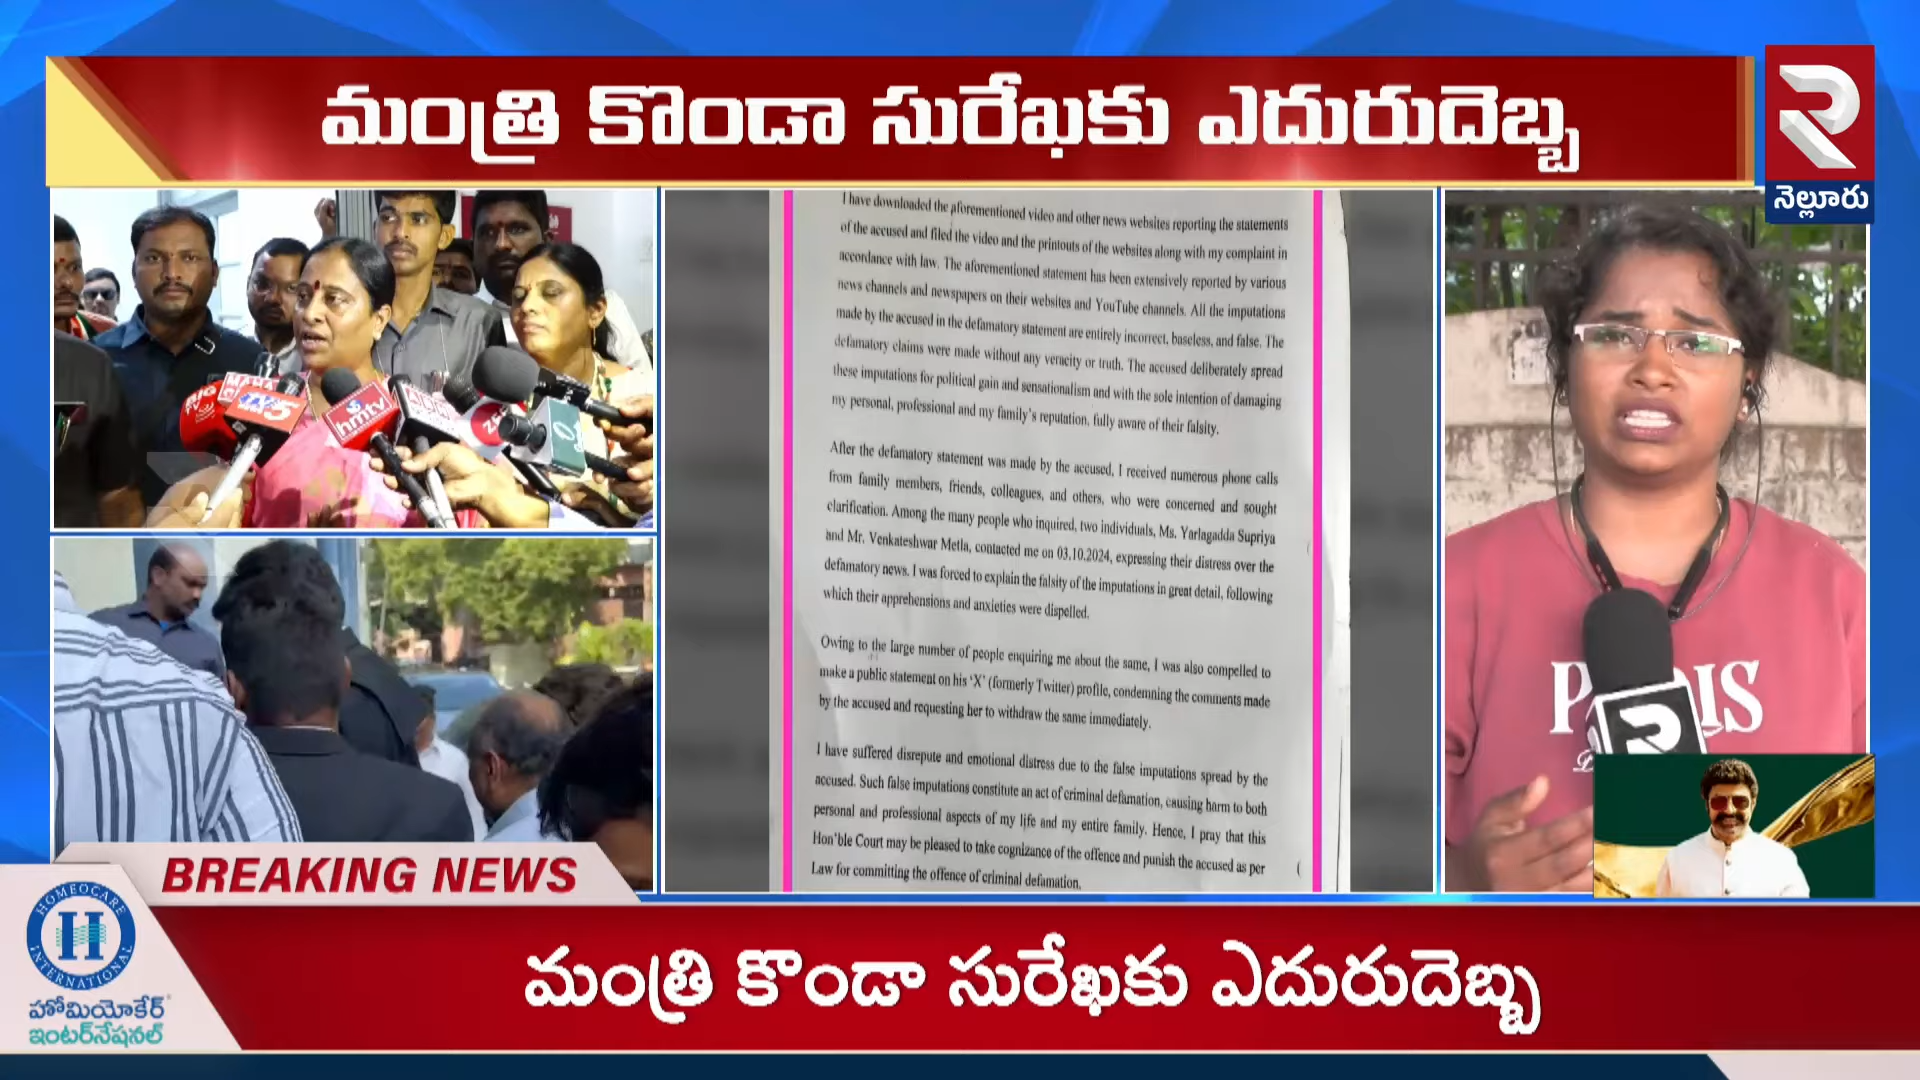 మంత్రి కొండా సురేఖకు ఎదురుదెబ్బ
R
నెల్లూరు
I have downloaded the aforementioned video and other news websites reporting the statements
of the accused and filed the video and the printouts of the websites along with my complaint in
accordance with law. The aforementioned statement has been extensively reported by various
news channels and newspapers on their websites and YouTube channels. All the imputations
made by the accused in the defamatory statement are entirely incorrect, baseless, and false. The
defamatory claims were made without any veracity or truth. The accused deliberately spread
these imputations for political gain and sensationalism and with the sole intention of damaging
my personal, professional and my family's reputation, fully aware of their falsity.
After the defamatory statement was made by the accused, I received numerous phone calls
from family members, friends, colleagues, and others, who were concerned and sought
clarification. Among the many people who inquired, two individuals, Ms. Yarlagadda Supriya
and Mr. Venkateshwar Metla, contacted me on 03.10.2024, expressing their distress over the
defamatory news. I was forced to explain the falsity of the imputations in great detail, following
which their apprehensions and anxieties were dispelled.
Owing to the large number of people enquiring me about the same, I was also compelled to
make a public statement on his 'X' (formerly Twitter) profile, condemning the comments made
by the accused and requesting her to withdraw the same immediately.
I have suffered disrepute and emotional distress due to the false imputations spread by the
accused. Such false imputations constitute an act of criminal defamation, causing harm to both
personal and professional aspects of my life and my entire family. Hence, I pray that this
Hon'ble Court may be pleased to take cognizance of the offence and punish the accused as per
Law for committing the offence of criminal defamation.
BIG
MAHA
TV5
hmtv
ZEE
R
BREAKING NEWS
HOMEOCARE
H
INTERNATIONAL
హోమియోకేర్
ఇంటర్నేషనల్
మంత్రి కొండా సురేఖకు ఎదురుదెబ్బ